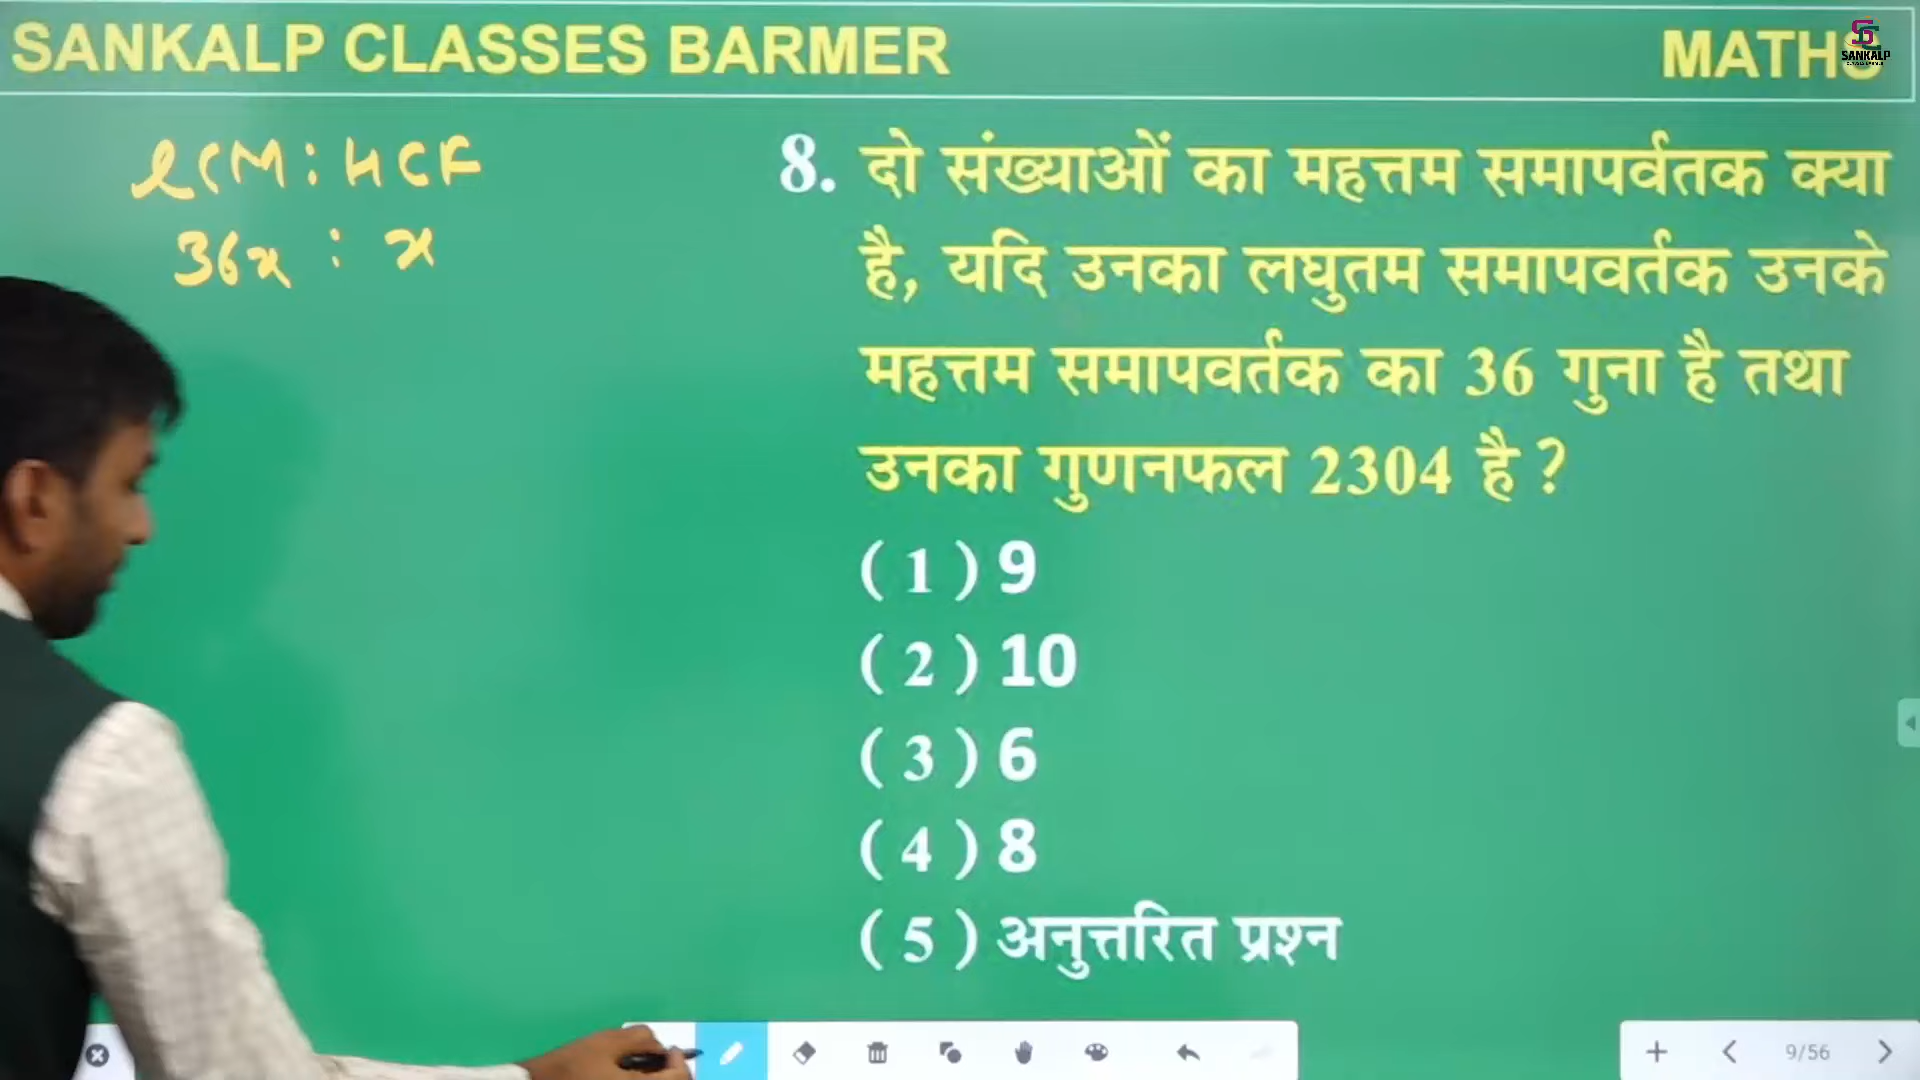 SANKALP CLASSES BARMER
MATHS
SANKALP
LCM : HCF
36x : x
8. दो संख्याओं का महत्तम समापर्वतक क्या
है, यदि उनका लघुतम समापवर्तक उनके
महत्तम समापवर्तक का 36 गुना है तथा
उनका गुणनफल 2304 है ?
( 1 ) 9
( 2 ) 10
( 3 ) 6
( 4 ) 8
( 5 ) अनुत्तरित प्रश्न
9/56